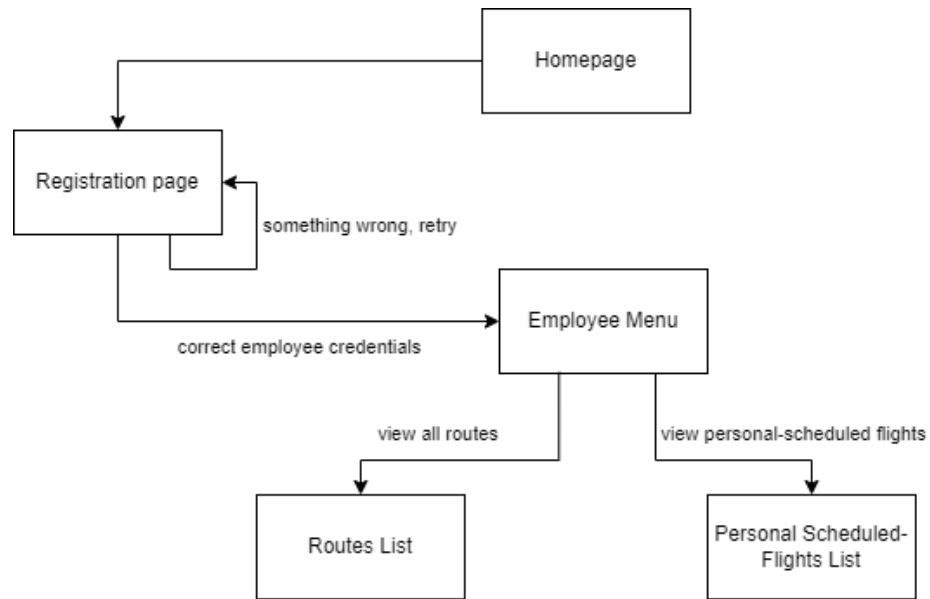 Homepage
Registration page
something wrong, retry
Employee Menu
correct employee credentials
view all routes
view personal-scheduled flights
Routes List
Personal Scheduled-
Flights List